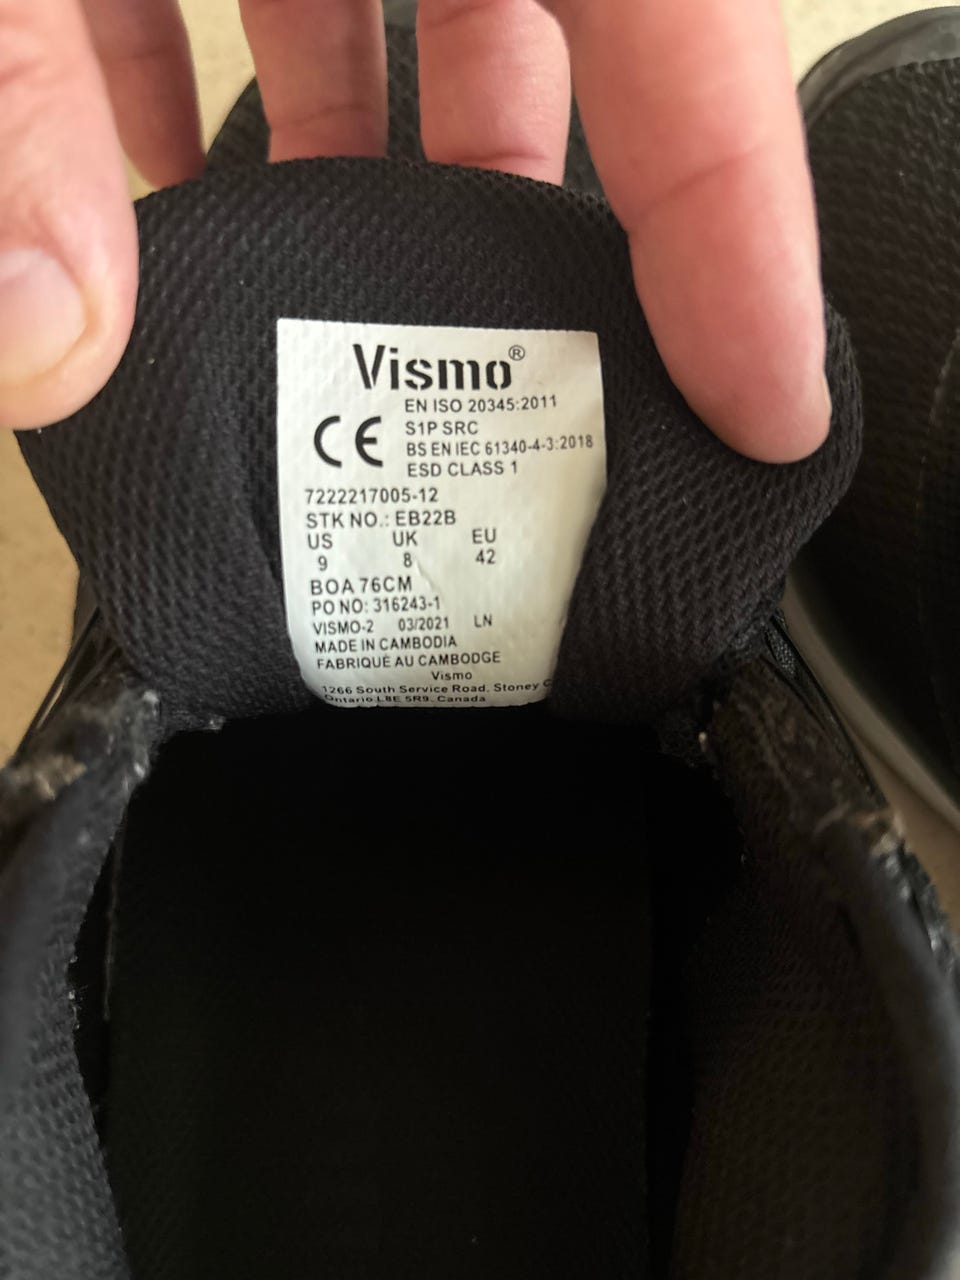 Vismo®
EN ISO 20345:2011
CE
S1P SRC
BS EN IEC 61340-4-3:2018
ESD CLASS 1
7222217005-12
STK NO.: EB22B
US UK EU
9 8 42
BOA 76CM
PO NO: 316243-1
VISMO-2 03/2021 LN
MADE IN CAMBODIA
FABRIQUÉ AU CAMBODGE
Vismo
1266 South Service Road, Stoney C
Ontario L8E 5R9, Canada